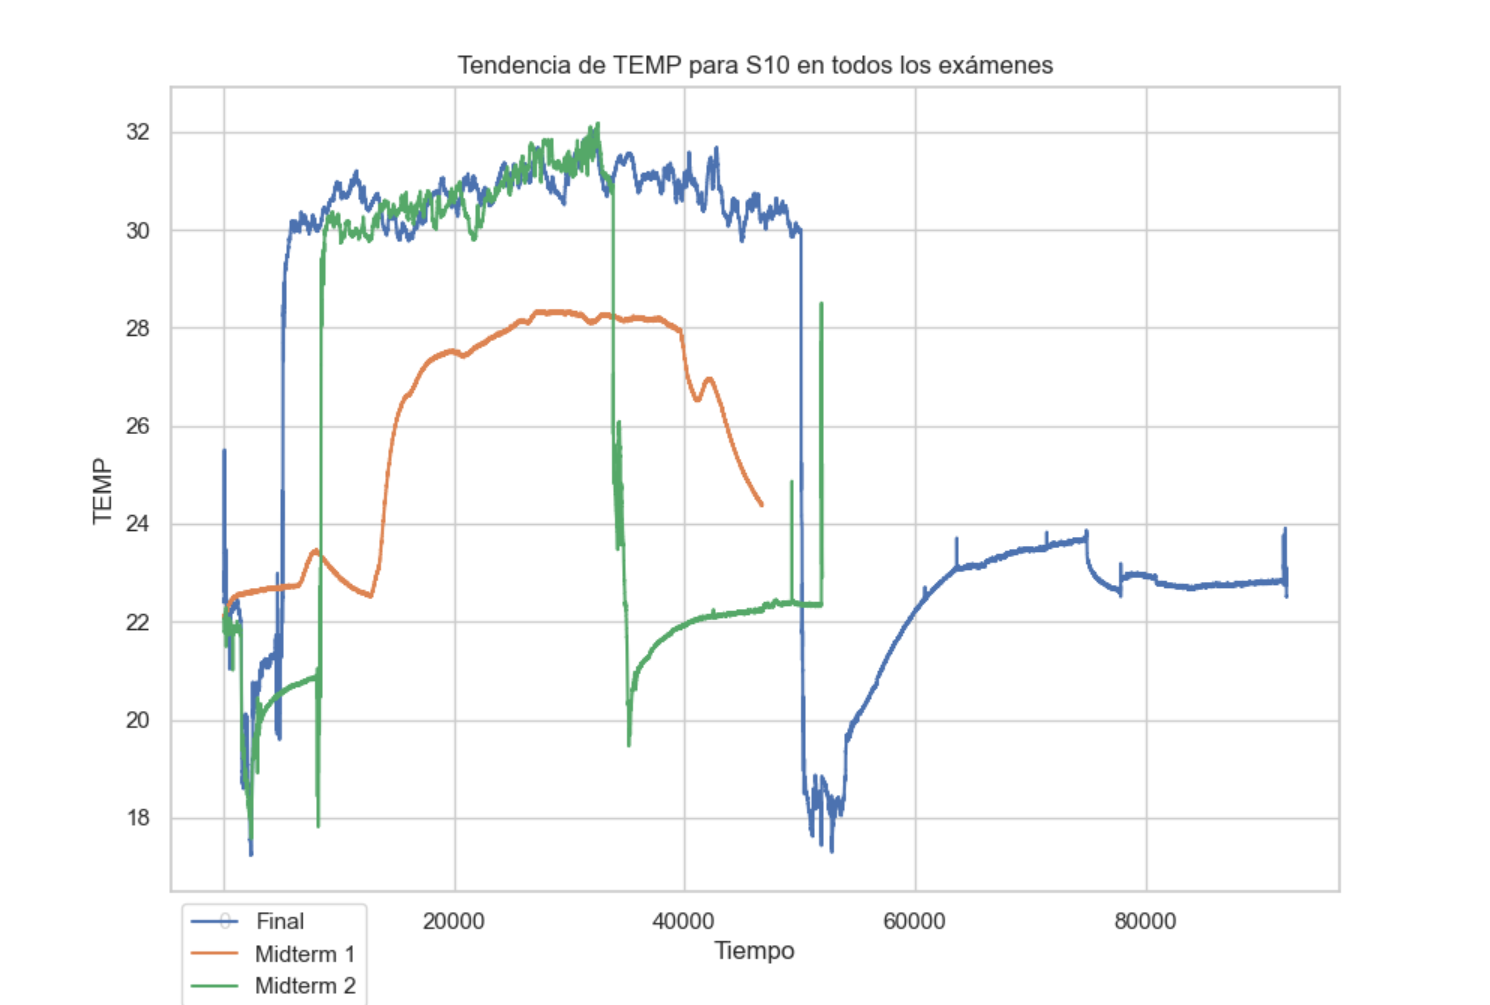 Tendencia de TEMP para S10 en todos los exámenes
32
30
28
26
24
22
20
18
TEMP
0
20000
40000
60000
80000
Tiempo
Final
Midterm 1
Midterm 2